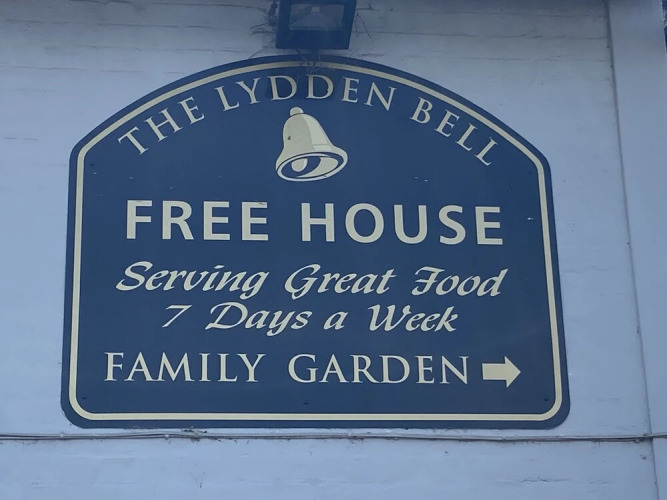 THE LYDDEN BELL
FREE HOUSE
Serving Great Food
7 Days a Week
FAMILY GARDEN